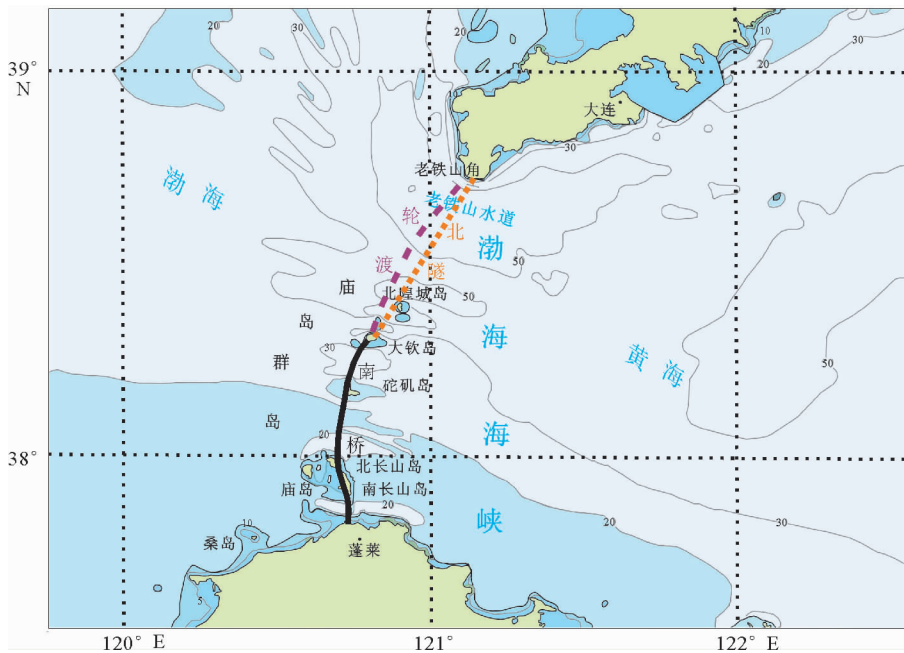 20
10
30
20
39°
N
10
大连
30
老铁山角
渤海
老铁山水道
轮
北
渤
50
渡
隧
庙
北隍城岛
50
岛
海
30
大钦岛
黄海
50
群
南
砣矶岛
岛
海
20
桥
38°
北长山岛
庙岛
南长山岛
20
峡
10
20
30
桑岛
蓬莱
5
120° E
121°
122° E